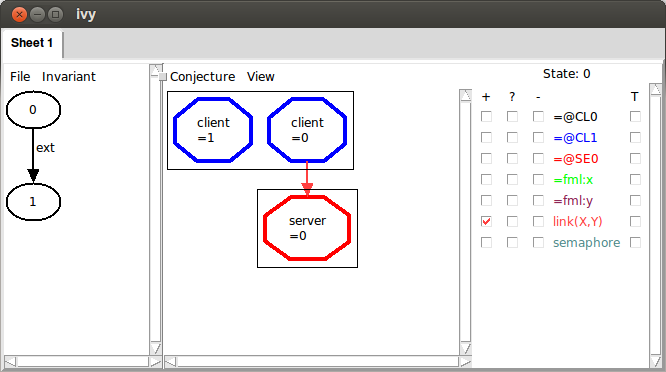 ivy
Sheet 1
File Invariant
0
ext
1
Conjecture View
client
=1
client
=0
server
=0
State: 0
+ ? - T
=@CL0
=@CL1
=@SE0
=fml:x
=fml:y
link(X,Y)
semaphore